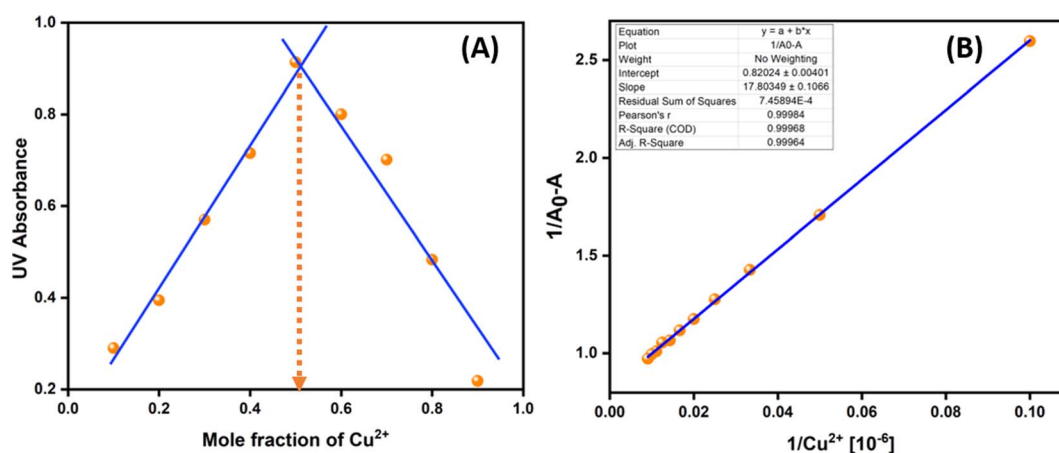 (A)
UV Absorbance
1.0
0.8
0.6
0.4
0.2
0.0 0.2 0.4 0.6 0.8 1.0
Mole fraction of Cu²⁺
(B)
Equation y = a + b*x
Plot 1/A0-A
Weight No Weighting
Intercept 0.82024 ± 0.00401
Slope 17.80349 ± 0.1066
Residual Sum of Squares 7.45894E-4
Pearson's r 0.99984
R-Square (COD) 0.99968
Adj. R-Square 0.99964
1/A₀-A
2.5
2.0
1.5
1.0
0.00 0.02 0.04 0.06 0.08 0.10
1/Cu²⁺ [10⁻⁶]